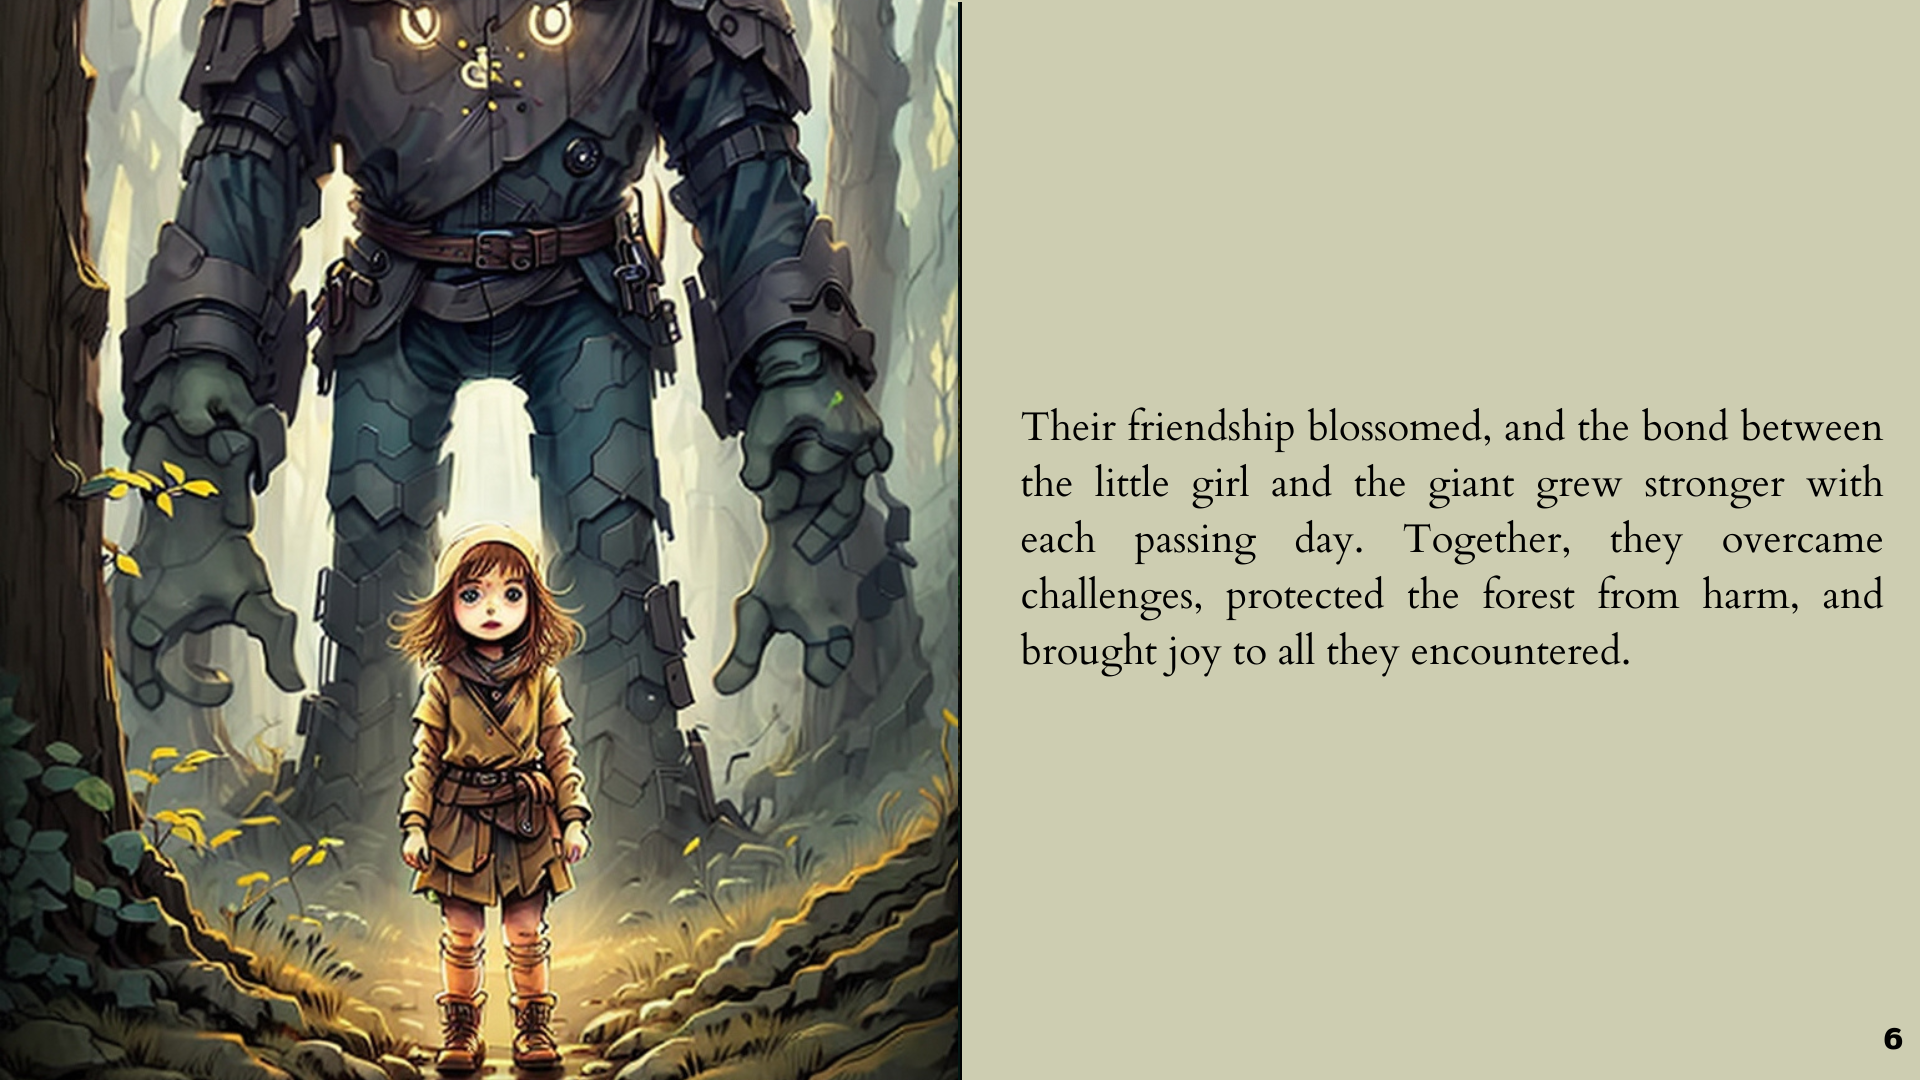 Their friendship blossomed, and the bond between
the little girl and the giant grew stronger with
each passing day. Together, they overcame
challenges, protected the forest from harm, and
brought joy to all they encountered.
6